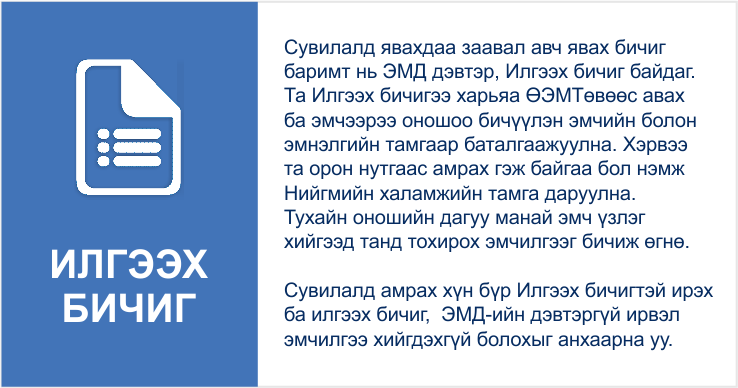 ИЛГЭЭХ
БИЧИГ
Сувилалд явахдаа заавал авч явах бичиг
баримт нь ЭМД дэвтэр, Илгээх бичиг байдаг.
Та Илгээх бичигээ харьяа ӨЭМТөвөөс авах
ба эмчээрээ оношоо бичүүлэн эмчийн болон
эмнэлгийн тамгаар баталгаажуулна. Хэрвээ
та орон нутгаас амрах гэж байгаа бол нэмж
Нийгмийн халамжийн тамга даруулна.
Тухайн оношийн дагуу манай эмч үзлэг
хийгээд танд тохирох эмчилгээг бичиж өгнө.
Сувилалд амрах хүн бүр Илгээх бичигтэй ирэх
ба илгээх бичиг,  ЭМД-ийн дэвтэргүй ирвэл
эмчилгээ хийгдэхгүй болохыг анхаарна уу.